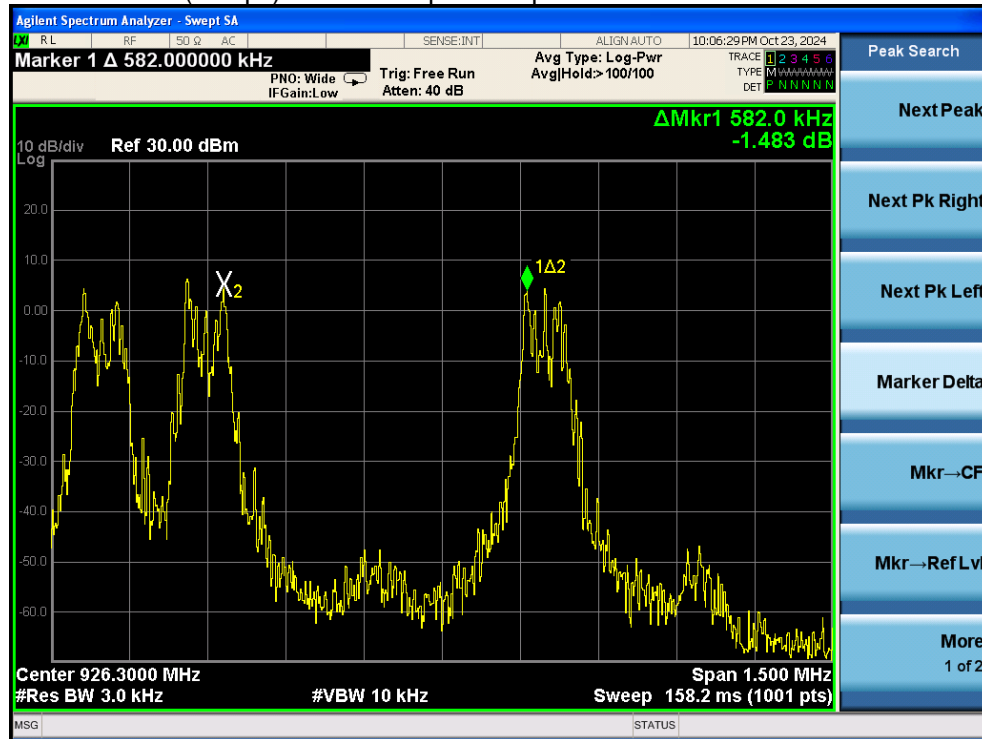 Agilent Spectrum Analyzer - Swept SA
LXI RL RF 50 Ω AC SENSE:INT ALIGN AUTO 10:06:29 PM Oct 23, 2024
Marker 1 Δ 582.000000 kHz
PNO: Wide
IFGain:Low
Trig: Free Run
Atten: 40 dB
Avg Type: Log-Pwr
Avg|Hold:>100/100
TRACE 1 2 3 4 5 6
TYPE M WWWWW
DET P N N N N N
ΔMkr1 582.0 kHz
-1.483 dB
10 dB/div Ref 30.00 dBm
Log
20.0
10.0
0.00
-10.0
-20.0
-30.0
-40.0
-50.0
-60.0
X2
1Δ2
Center 926.3000 MHz Span 1.500 MHz
#Res BW 3.0 kHz #VBW 10 kHz Sweep 158.2 ms (1001 pts)
MSG STATUS
Peak Search
Next Peak
Next Pk Right
Next Pk Left
Marker Delta
Mkr→CF
Mkr→Ref Lvl
More
1 of 2